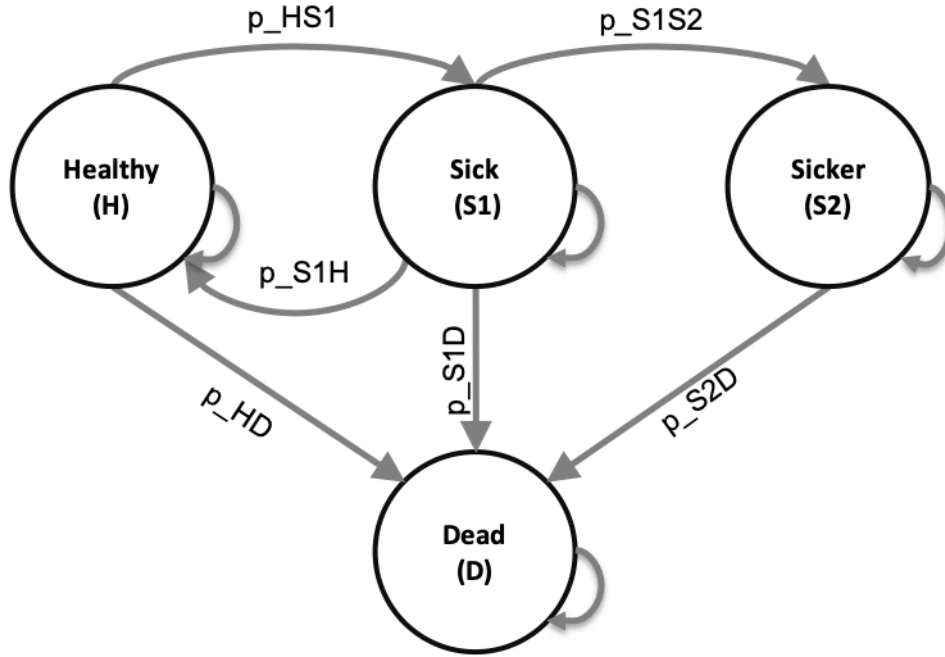 p_HS1
p_S1S2
Healthy
(H)
Sick
(S1)
Sicker
(S2)
p_S1H
p_HD
p_S1D
p_S2D
Dead
(D)